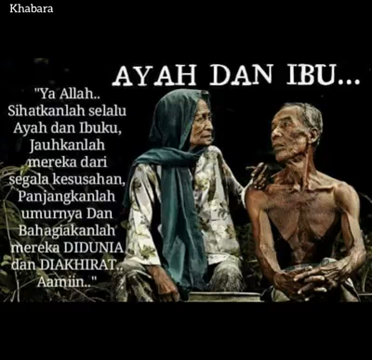 Khabara
AYAH DAN IBU...
"Ya Allah..
Sihatkanlah selalu
Ayah dan Ibuku,
Jauhkanlah
mereka dari
segala kesusahan,
Panjangkanlah
umurnya Dan
Bahagiakanlah
mereka DIDUNIA
dan DIAKHIRAT..
Aamiin.."